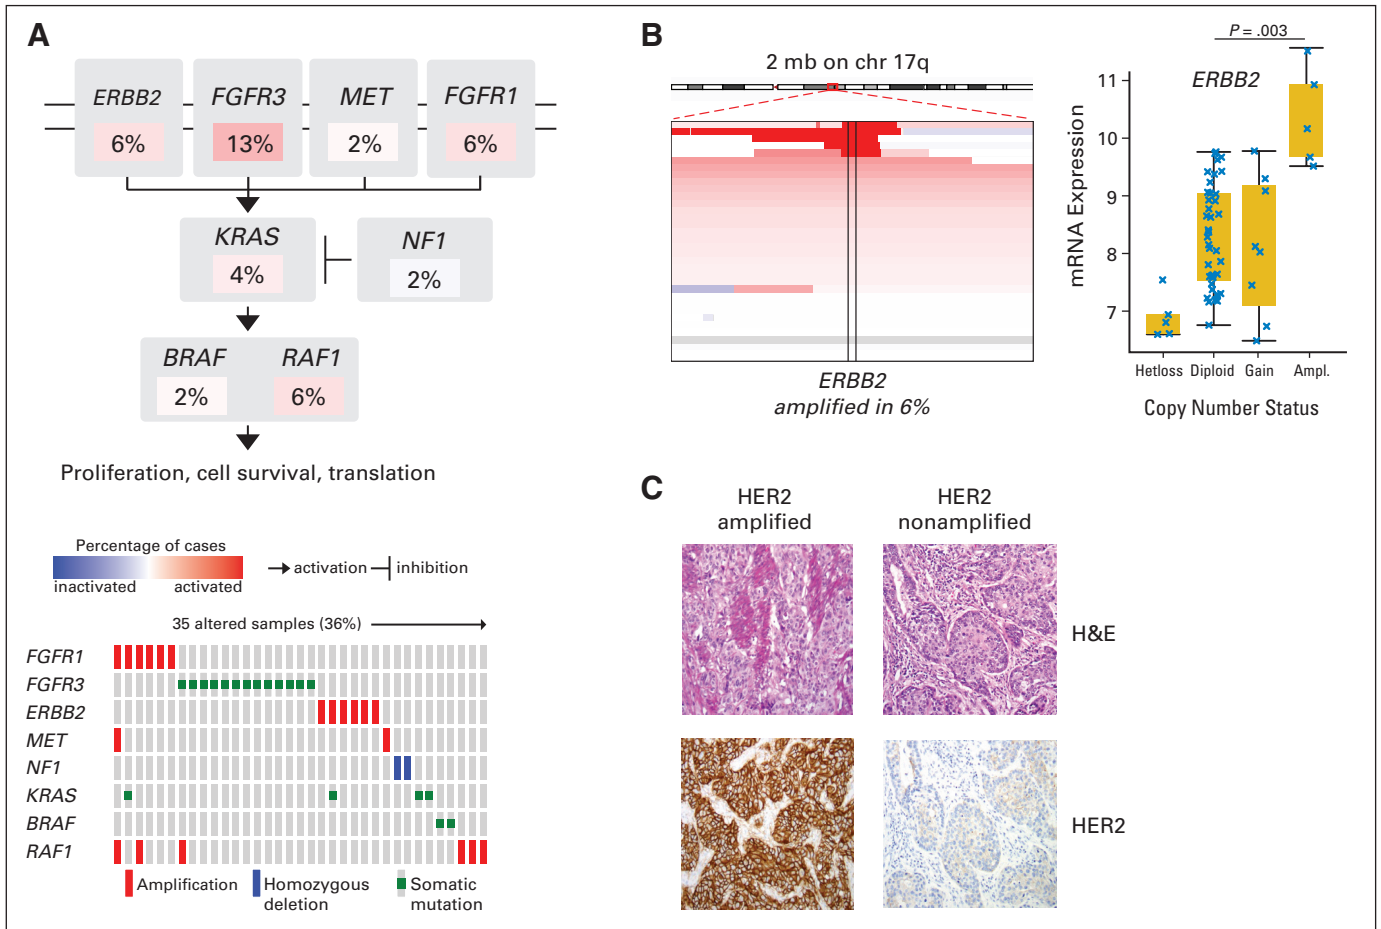 A
ERBB2 FGFR3 MET FGFR1
6% 13% 2% 6%
KRAS NF1
4% 2%
BRAF RAF1
2% 6%
Proliferation, cell survival, translation
Percentage of cases
inactivated activated
activation inhibition
35 altered samples (36%)
FGFR1
FGFR3
ERBB2
MET
NF1
KRAS
BRAF
RAF1
Amplification
Homozygous
deletion
Somatic
mutation
B
2 mb on chr 17q
ERBB2
amplified in 6%
P = .003
ERBB2
mRNA Expression
11
10
9
8
7
Hetloss Diploid Gain Ampl.
Copy Number Status
C
HER2
amplified
HER2
nonamplified
H&E
HER2